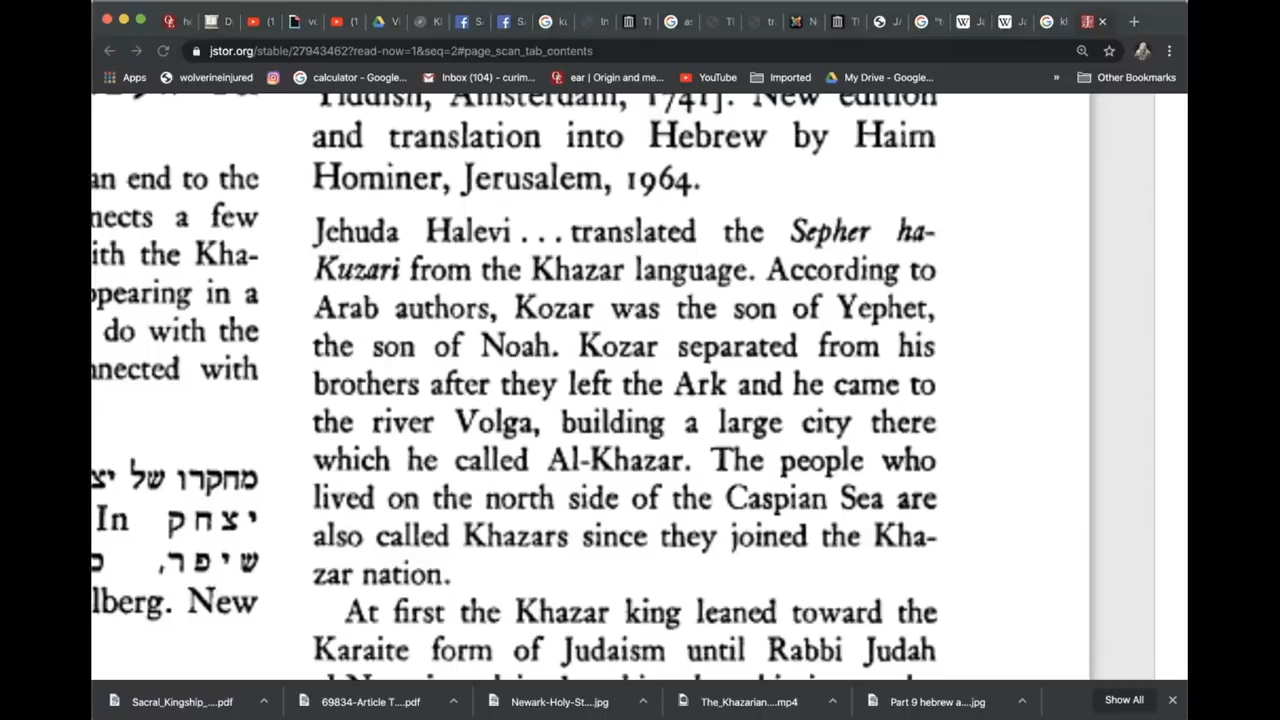 jstor.org/stable/27943462?read-now=1&seq=2#page_scan_tab_contents
Apps wolverineinjured calculator - Google... Inbox (104) - curim... ear | Origin and me... YouTube Imported My Drive - Google... » Other Bookmarks
an end to the
a few
with the Kha-
in a
do with the
with
מחקרו של
In יצחק
שיפר,
New
Yiddish, Amsterdam, 1741]. New edition
and translation into Hebrew by Haim
Hominer, Jerusalem, 1964.
Jehuda Halevi . . . translated the Sepher ha-
Kuzari from the Khazar language. According to
Arab authors, Kozar was the son of Yephet,
the son of Noah. Kozar separated from his
brothers after they left the Ark and he came to
the river Volga, building a large city there
which he called Al-Khazar. The people who
lived on the north side of the Caspian Sea are
also called Khazars since they joined the Kha-
zar nation.
At first the Khazar king leaned toward the
Karaite form of Judaism until Rabbi Judah
Sacral_Kingship_....pdf 69834-Article T....pdf Newark-Holy-St....jpg The_Khazarian....mp4 Part 9 hebrew a....jpg Show All